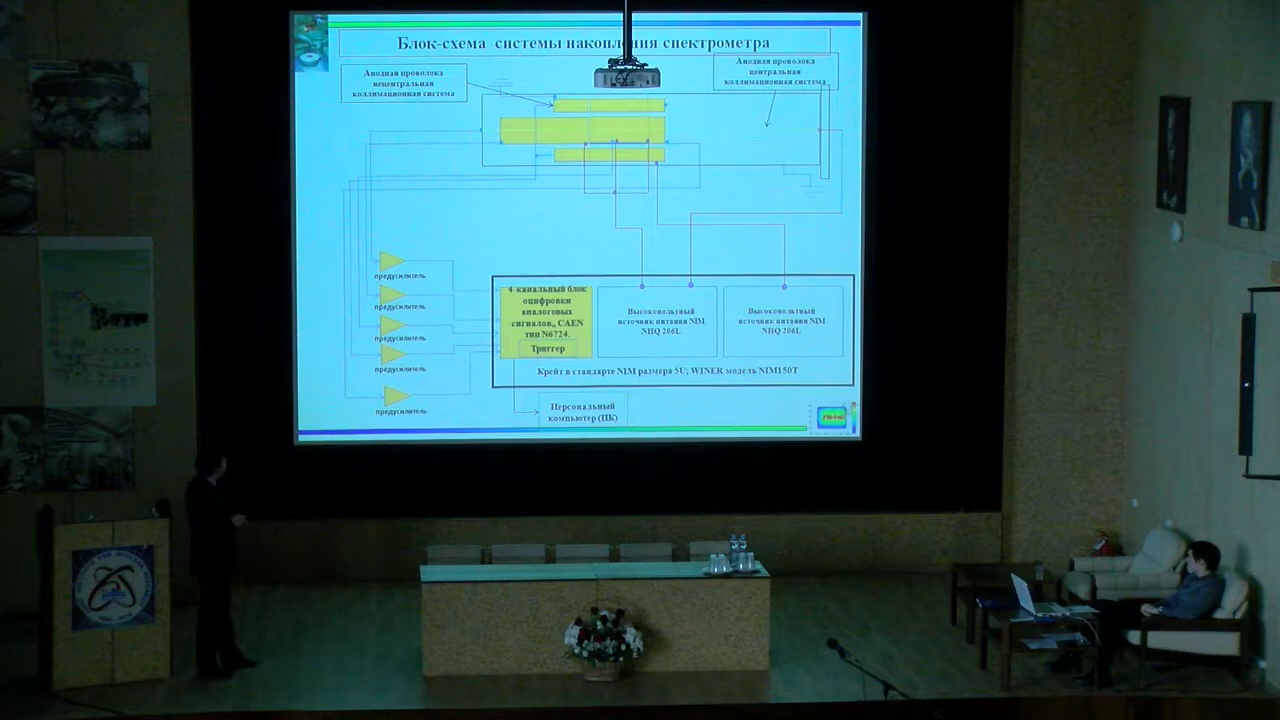 Блок-схема системы накопления спектрометра
Анодная проволока
нецентральная
коллимационная система
Анодная проволока
центральная
коллимационная система
предусилитель
предусилитель
предусилитель
предусилитель
предусилитель
4-канальный блок
оцифровки
аналоговых
сигналов,, CAEN
тип N6724.
Триггер
Высоковольтный
источник питания NIM
NHQ 206L
Высоковольтный
источник питания NIM
NHQ 206L
Крейт в стандарте NIM размера 5U; WINER модель NIM150T
Персональный
компьютер (ПК)